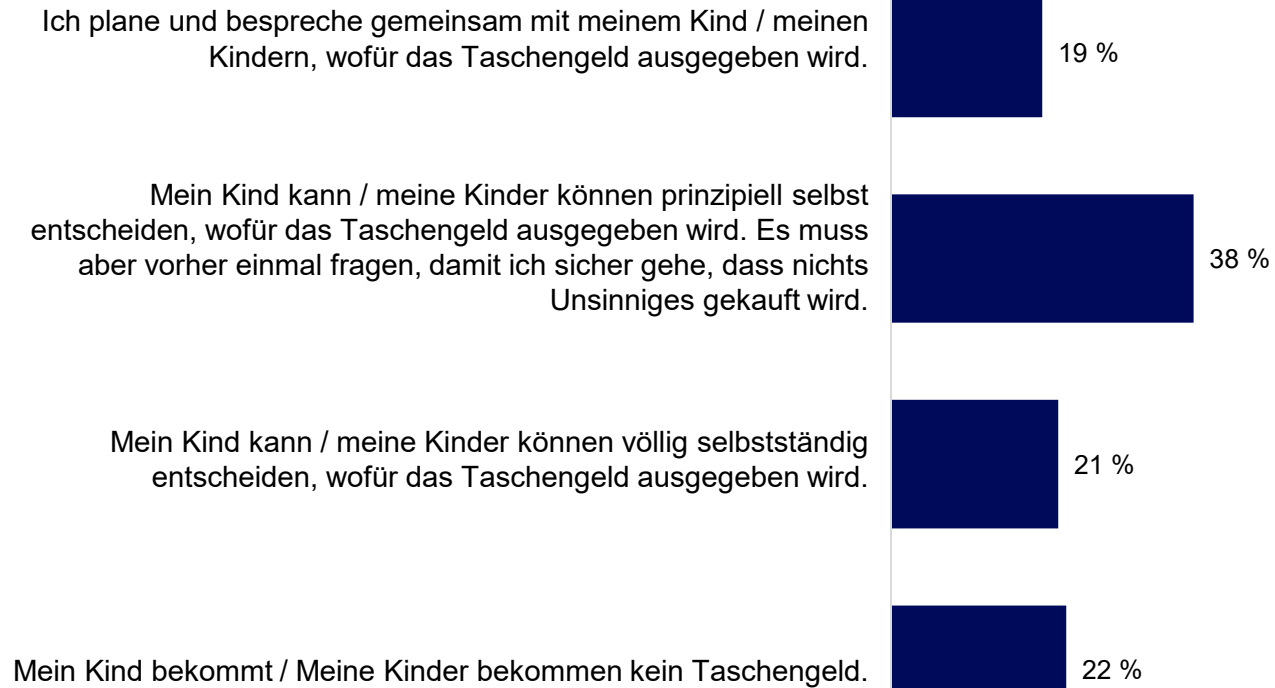 Ich plane und bespreche gemeinsam mit meinem Kind / meinen
Kindern, wofür das Taschengeld ausgegeben wird.
19 %
Mein Kind kann / meine Kinder können prinzipiell selbst
entscheiden, wofür das Taschengeld ausgegeben wird. Es muss
aber vorher einmal fragen, damit ich sicher gehe, dass nichts
Unsinniges gekauft wird.
38 %
Mein Kind kann / meine Kinder können völlig selbstständig
entscheiden, wofür das Taschengeld ausgegeben wird.
21 %
Mein Kind bekommt / Meine Kinder bekommen kein Taschengeld.
22 %